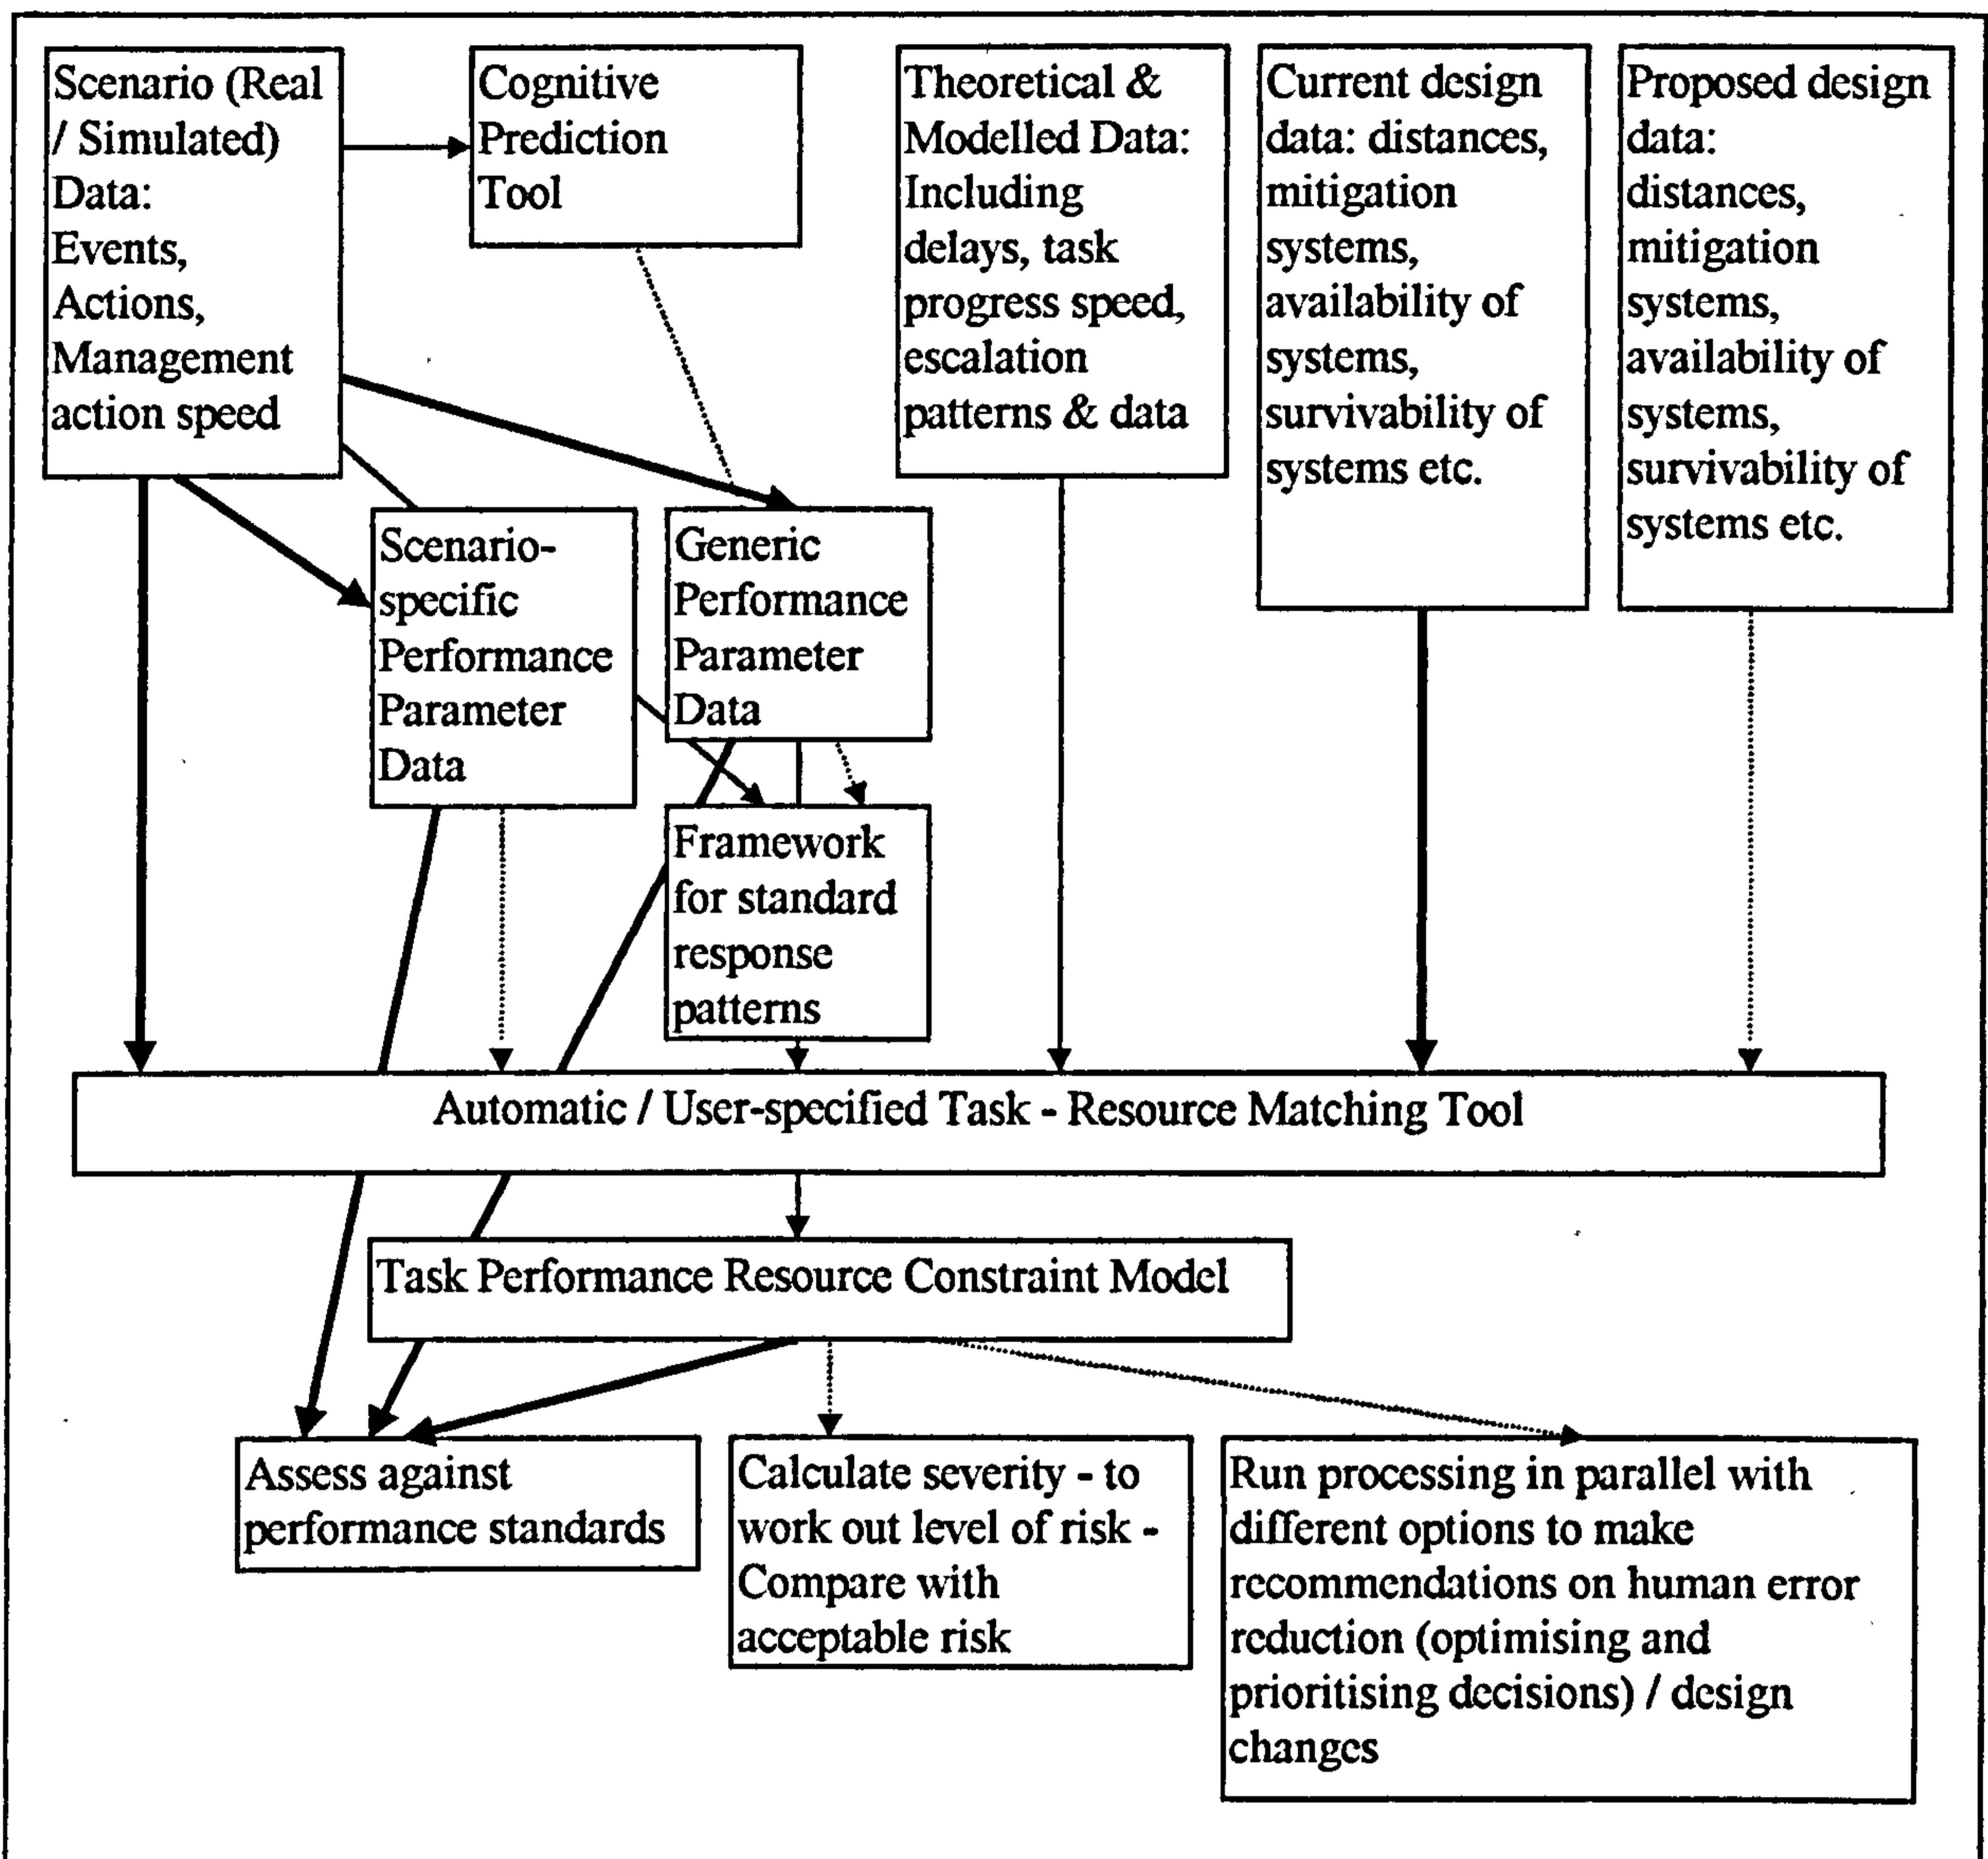 Scenario (Real
/ Simulated)
Data:
Events,
Actions,
Management
action speed
Cognitive
Prediction
Tool
Theoretical &
Modelled Data:
Including
delays, task
progress speed,
escalation
patterns & data
Current design
data: distances,
mitigation
systems,
availability of
systems,
survivability of
systems etc.
Proposed design
data:
distances,
mitigation
systems,
availability of
systems,
survivability of
systems etc.
Scenario-
specific
Performance
Parameter
Data
Generic
Performance
Parameter
Data
Framework
for standard
response
patterns
Automatic / User-specified Task - Resource Matching Tool
Task Performance Resource Constraint Model
Assess against
performance standards
Calculate severity - to
work out level of risk -
Compare with
acceptable risk
Run processing in parallel with
different options to make
recommendations on human error
reduction (optimising and
prioritising decisions) / design
changes